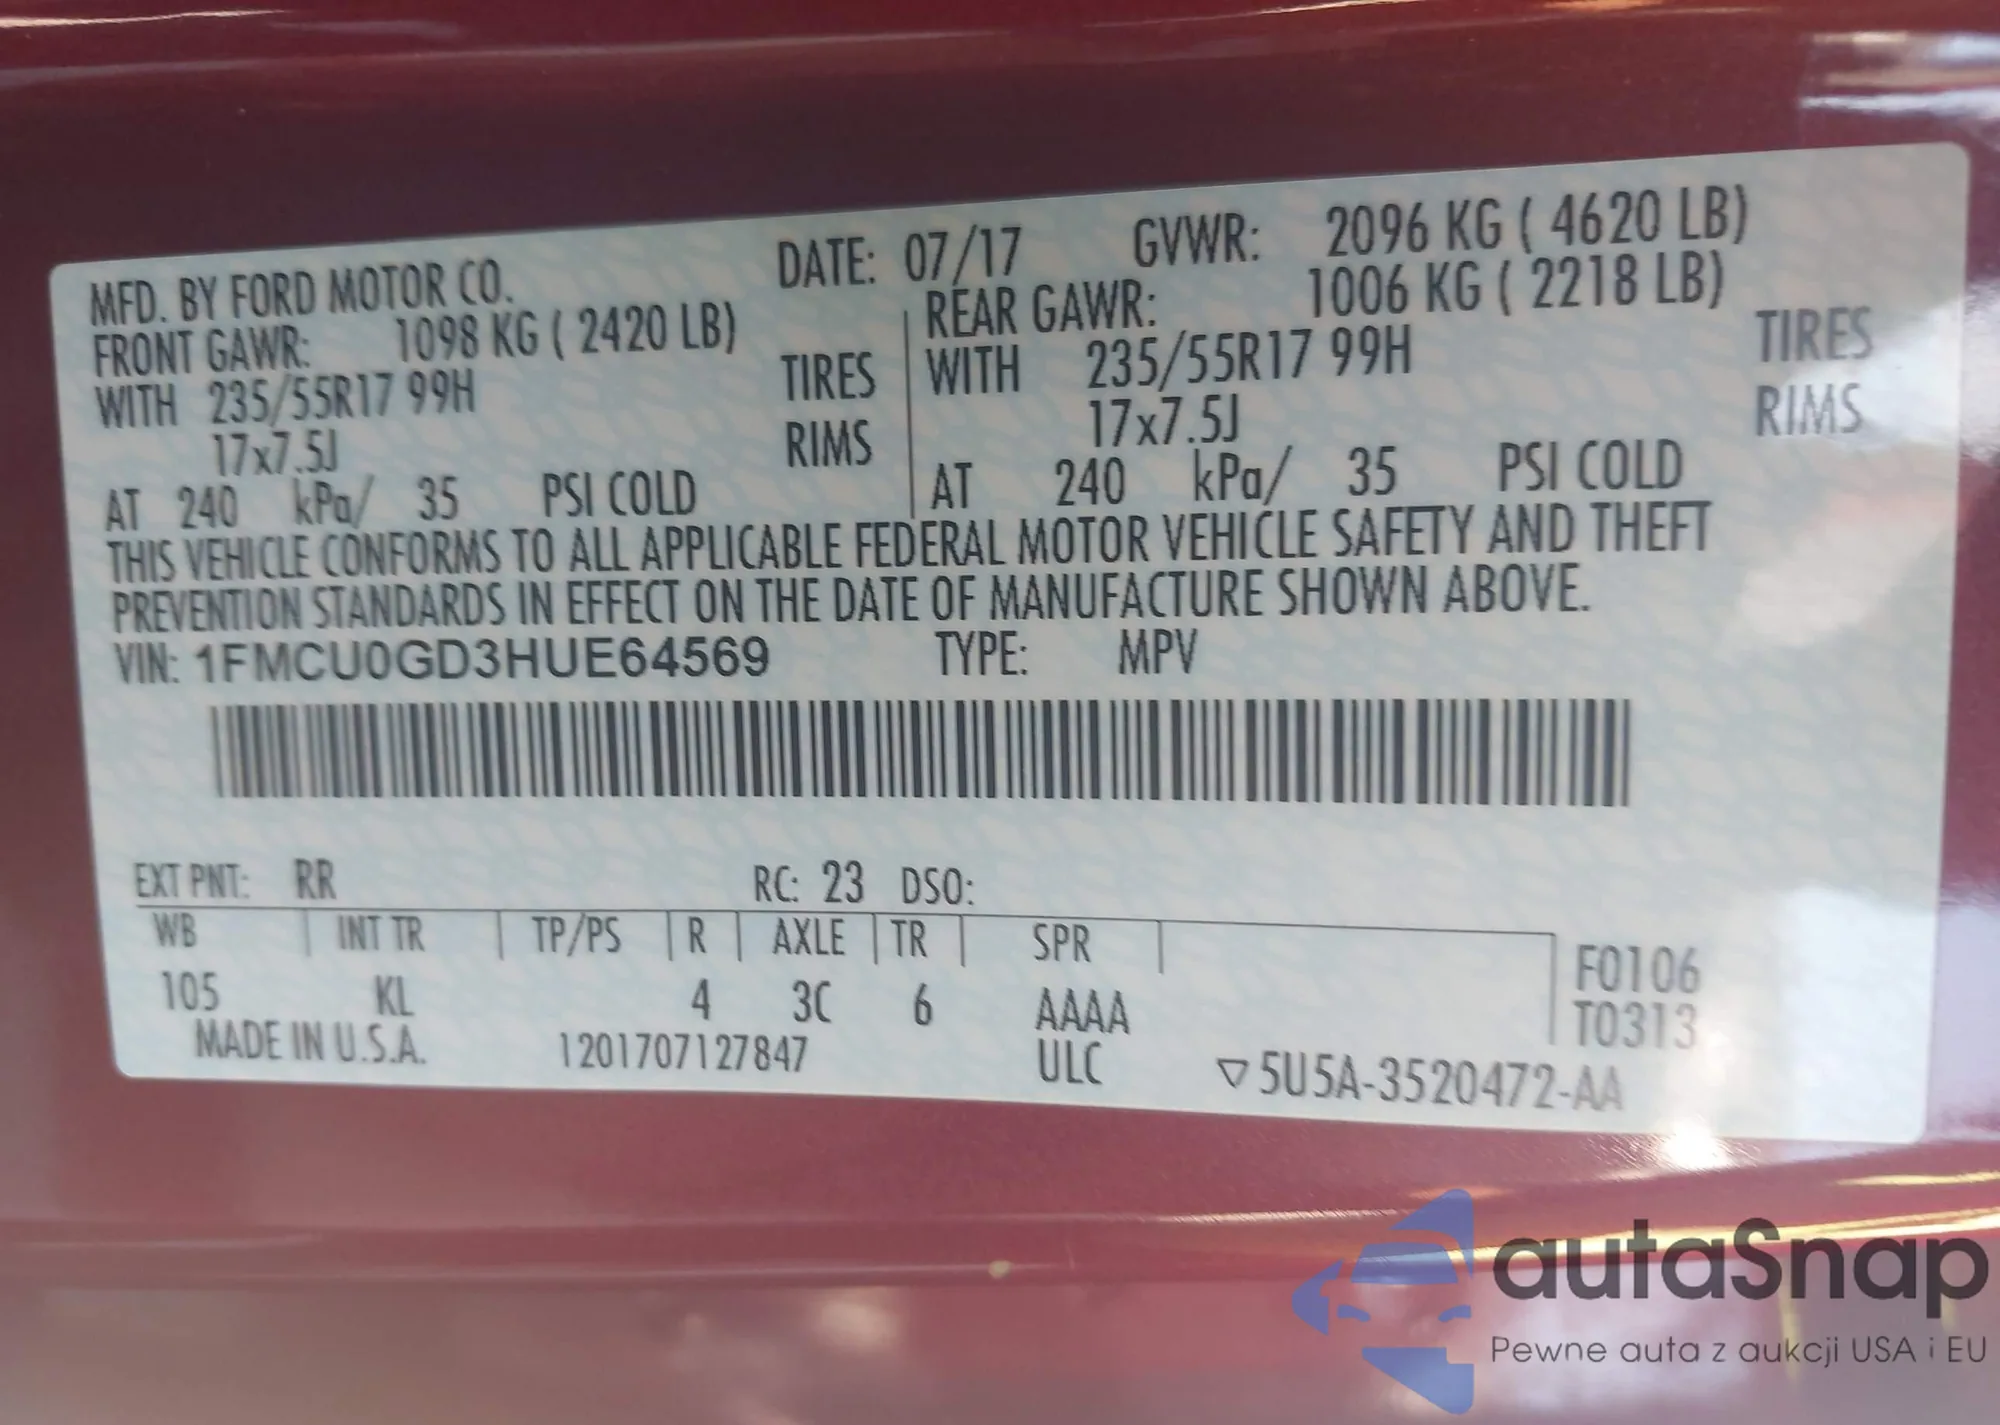 MFD. BY FORD MOTOR CO. DATE: 07/17 GVWR: 2096 KG ( 4620 LB)
FRONT GAWR: 1098 KG ( 2420 LB) REAR GAWR: 1006 KG ( 2218 LB)
WITH 235/55R17 99H TIRES WITH 235/55R17 99H TIRES
17x7.5J RIMS 17x7.5J RIMS
AT 240 kPa/ 35 PSI COLD AT 240 kPa/ 35 PSI COLD
THIS VEHICLE CONFORMS TO ALL APPLICABLE FEDERAL MOTOR VEHICLE SAFETY AND THEFT
PREVENTION STANDARDS IN EFFECT ON THE DATE OF MANUFACTURE SHOWN ABOVE.
VIN: 1FMCU0GD3HUE64569 TYPE: MPV
EXT PNT: RR RC: 23 DSO:
WB INT TR TP/PS R AXLE TR SPR F0106
105 KL 4 3C 6 AAAA T0313
MADE IN U.S.A. 1201707127847 ULC ▽5U5A-3520472-AA
autaSnap
Pewne auta z aukcji USA i EU